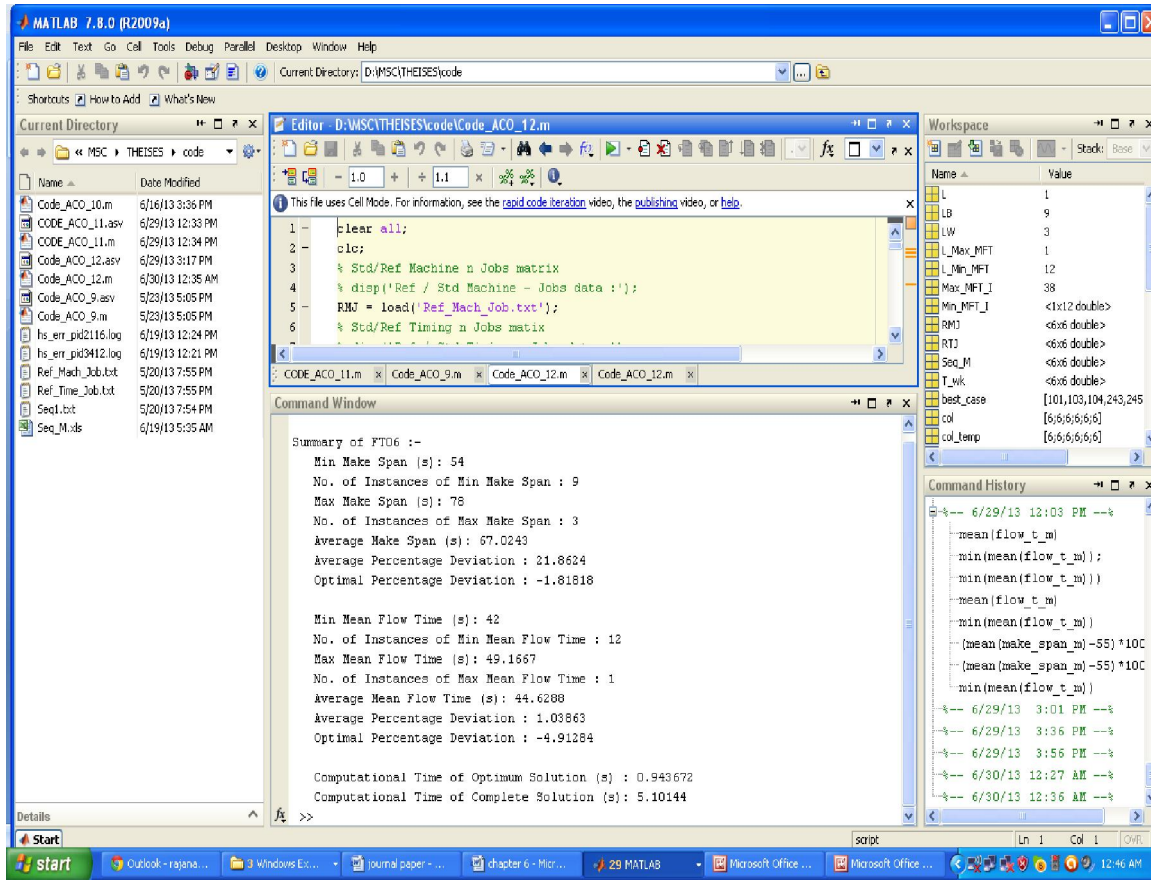 MATLAB 7.8.0 (R2009a)
File Edit Text Go Cell Tools Debug Parallel Desktop Window Help
Current Directory: D:\MSC\THEISES\code
Shortcuts How to Add What's New
Current Directory
« MSC THEISES code
Name Date Modified
Code_ACO_10.m 6/16/13 3:36 PM
CODE_ACO_11.asv 6/29/13 12:33 PM
CODE_ACO_11.m 6/29/13 12:34 PM
Code_ACO_12.asv 6/29/13 3:17 PM
Code_ACO_12.m 6/30/13 12:35 AM
Code_ACO_9.asv 5/23/13 5:05 PM
Code_ACO_9.m 5/23/13 5:05 PM
hs_err_pid2116.log 6/19/13 12:24 PM
hs_err_pid3412.log 6/19/13 12:21 PM
Ref_Mach_Job.txt 5/20/13 7:55 PM
Ref_Time_Job.txt 5/20/13 7:55 PM
Seq1.txt 5/20/13 7:54 PM
Seq_M.xls 6/19/13 5:35 AM
Details
Editor - D:\MSC\THEISES\code\Code_ACO_12.m
- 1.0 + ÷ 1.1 ×
This file uses Cell Mode. For information, see the rapid code iteration video, the publishing video, or help.
1 - clear all;
2 - clc;
3 % Std/Ref Machine n Jobs matrix
4 % disp('Ref / Std Machine - Jobs data :');
5 - RMJ = load('Ref_Mach_Job.txt');
6 % Std/Ref Timing n Jobs matix
CODE_ACO_11.m Code_ACO_9.m Code_ACO_12.m Code_ACO_12.m
Command Window
Summary of FT06 :-
Min Make Span (s): 54
No. of Instances of Min Make Span : 9
Max Make Span (s): 78
No. of Instances of Max Make Span : 3
Average Make Span (s): 67.0243
Average Percentage Deviation : 21.8624
Optimal Percentage Deviation : -1.81818
Min Mean Flow Time (s): 42
No. of Instances of Min Mean Flow Time : 12
Max Mean Flow Time (s): 49.1667
No. of Instances of Max Mean Flow Time : 1
Average Mean Flow Time (s): 44.6288
Average Percentage Deviation : 1.03863
Optimal Percentage Deviation : -4.91284
Computational Time of Optimum Solution (s) : 0.943672
Computational Time of Complete Solution (s): 5.10144
fx >>
Workspace
Stack: Base
Name Value
L 1
LB 9
LW 3
L_Max_MFT 1
L_Min_MFT 12
Max_MFT_I 38
Min_MFT_I <1x12 double>
RMJ <6x6 double>
RTJ <6x6 double>
Seq_M <6x6 double>
T_wk <6x6 double>
best_case [101,103,104,243,245
col [6;6;6;6;6;6]
col_temp [6;6;6;6;6;6]
Command History
%-- 6/29/13 12:03 PM --%
mean(flow_t_m)
min(mean(flow_t_m));
min(mean(flow_t_m)))
mean(flow_t_m)
min(mean(flow_t_m))
(mean(make_span_m)-55)*100
(mean(make_span_m)-55)*100
min(mean(flow_t_m))
%-- 6/29/13 3:01 PM --%
%-- 6/29/13 3:36 PM --%
%-- 6/29/13 3:56 PM --%
%-- 6/30/13 12:27 AM --%
%-- 6/30/13 12:36 AM --%
Start
script Ln 1 Col 1 OVR
start Outlook - rajana... 3 Windows Ex... journal paper - ... chapter 6 - Micr... 29 MATLAB Microsoft Office ... Microsoft Office ... 12:46 AM